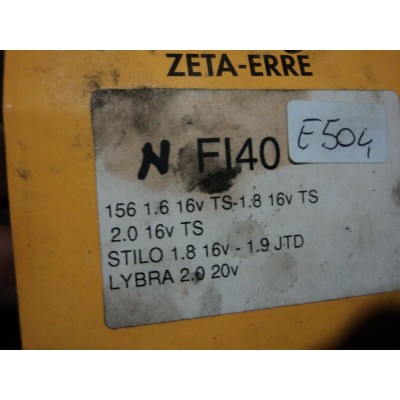 ZETA-ERRE
N FI40
E504
156 1.6 16v TS-1.8 16v TS
2.0 16v TS
STILO 1.8 16v - 1.9 JTD
LYBRA 2.0 20v